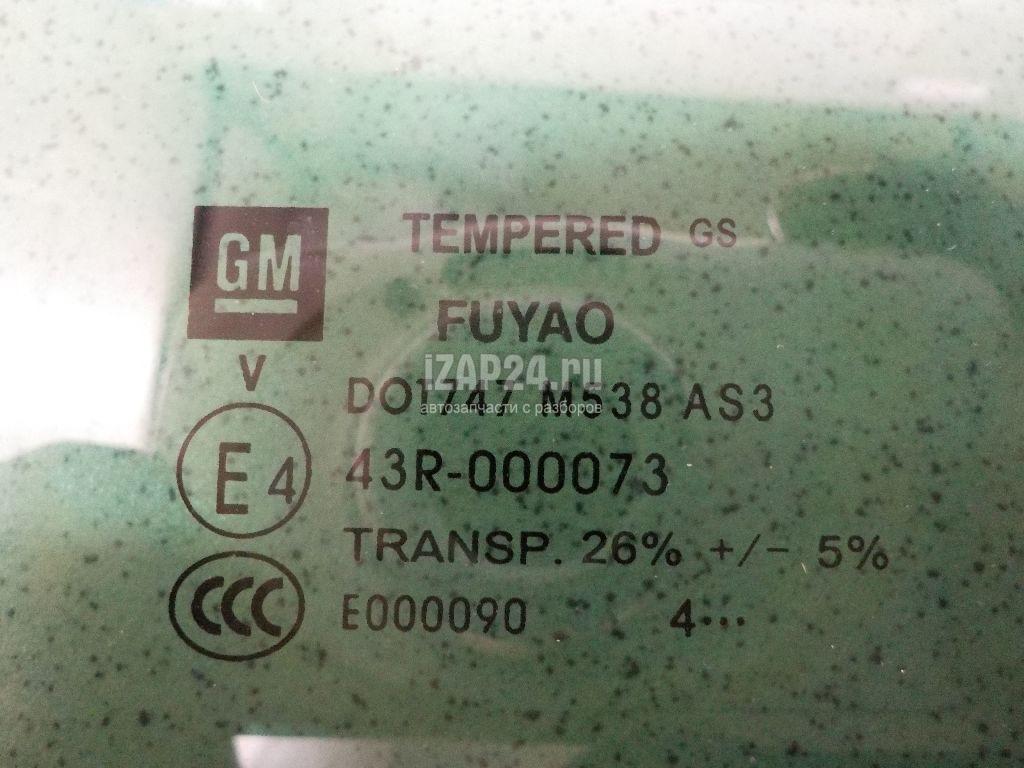 GM
TEMPERED GS
FUYAO
iZAP24.ru
V
DOT747 M538 AS3
автозапчасти с разборов
E4
43R-000073
TRANSP. 26% +/- 5%
CCC
E000090 4...